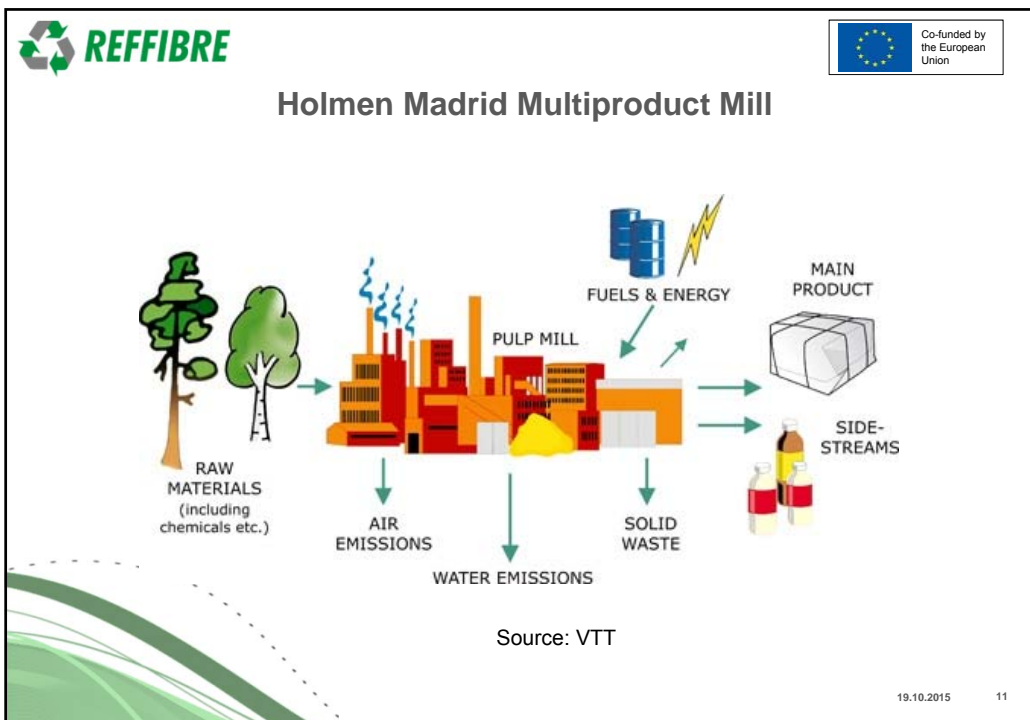 REFFIBRE
Co-funded by
the European
Union
Holmen Madrid Multiproduct Mill
FUELS & ENERGY
MAIN
PRODUCT
PULP MILL
SIDE-
STREAMS
RAW
MATERIALS
(including
chemicals etc.)
AIR
EMISSIONS
SOLID
WASTE
WATER EMISSIONS
Source: VTT
19.10.2015 11